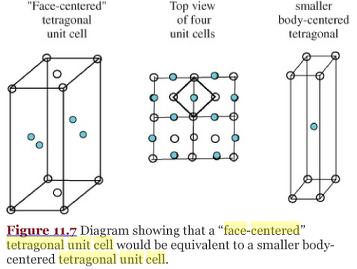 "Face-centered"
tetragonal
unit cell
Top view
of four
unit cells
smaller
body-centered
tetragonal
Figure 11.7 Diagram showing that a “face-centered”
tetragonal unit cell would be equivalent to a smaller body-
centered tetragonal unit cell.